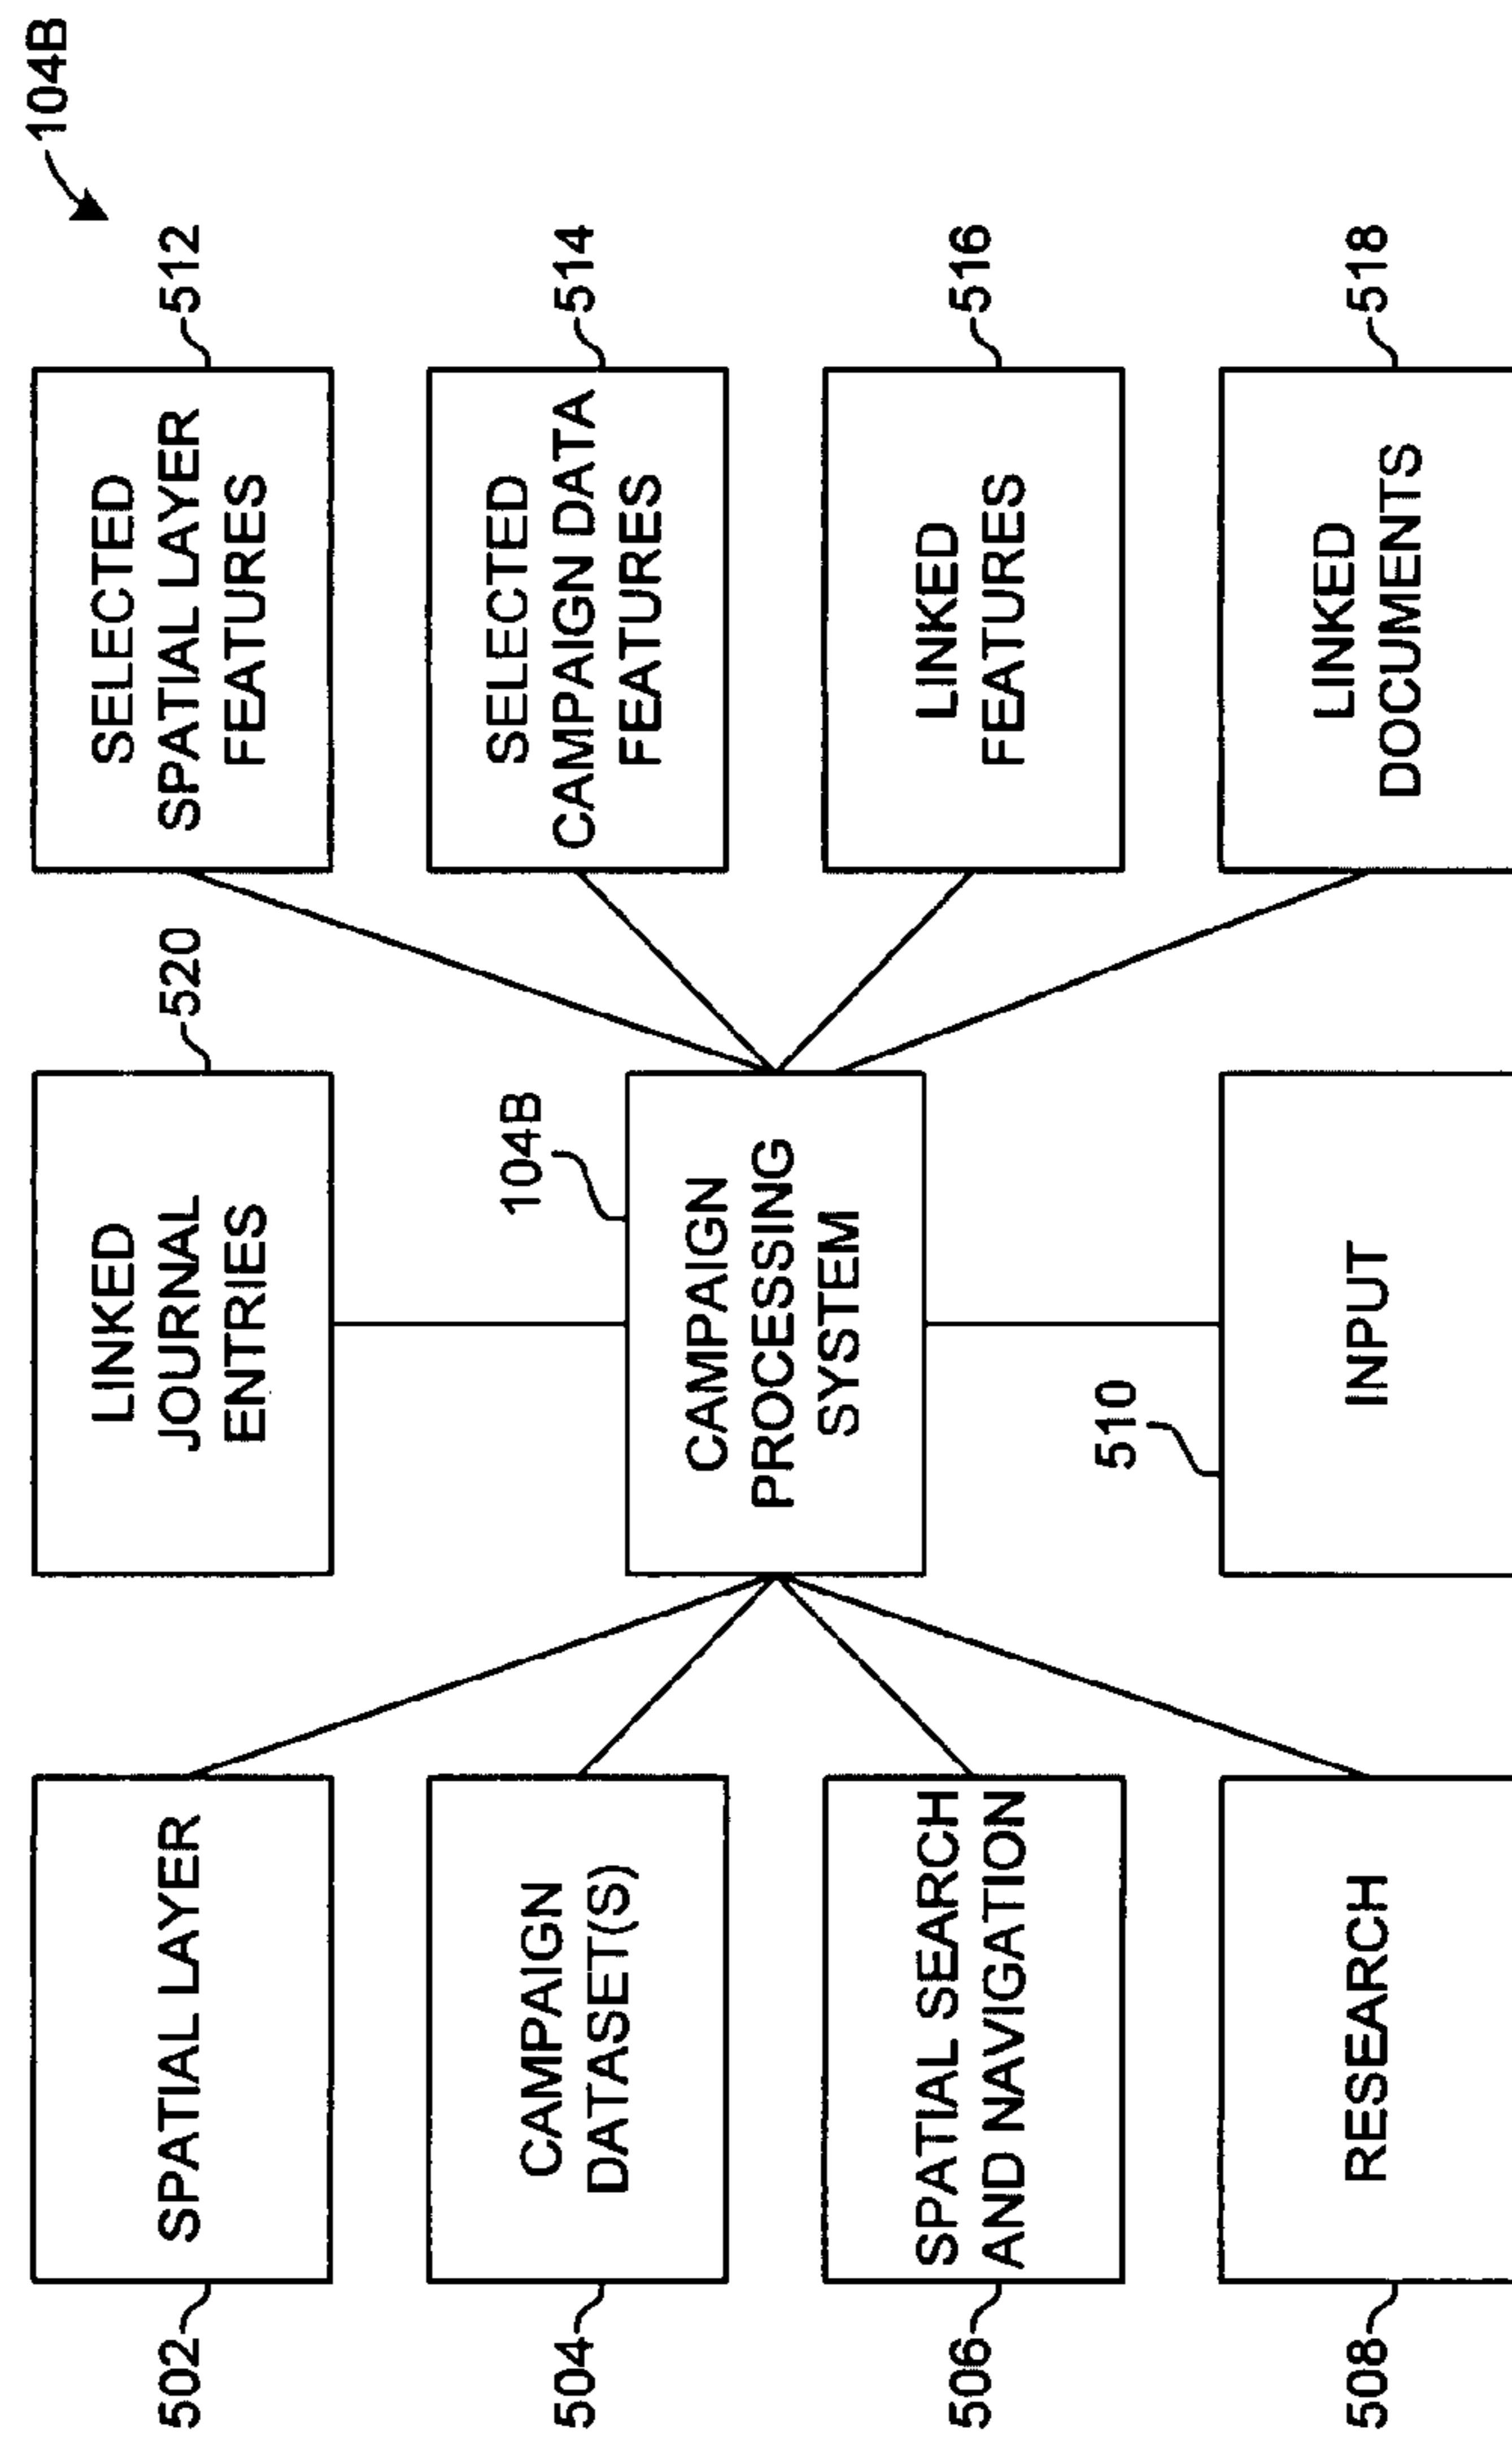 104B
502
SPATIAL LAYER
LINKED
JOURNAL
ENTRIES
520
SELECTED
SPATIAL LAYER
FEATURES
512
504
CAMPAIGN
DATASET(S)
104B
CAMPAIGN
PROCESSING
SYSTEM
SELECTED
CAMPAIGN DATA
FEATURES
514
506
SPATIAL SEARCH
AND NAVIGATION
LINKED
FEATURES
516
508
RESEARCH
510
INPUT
LINKED
DOCUMENTS
518